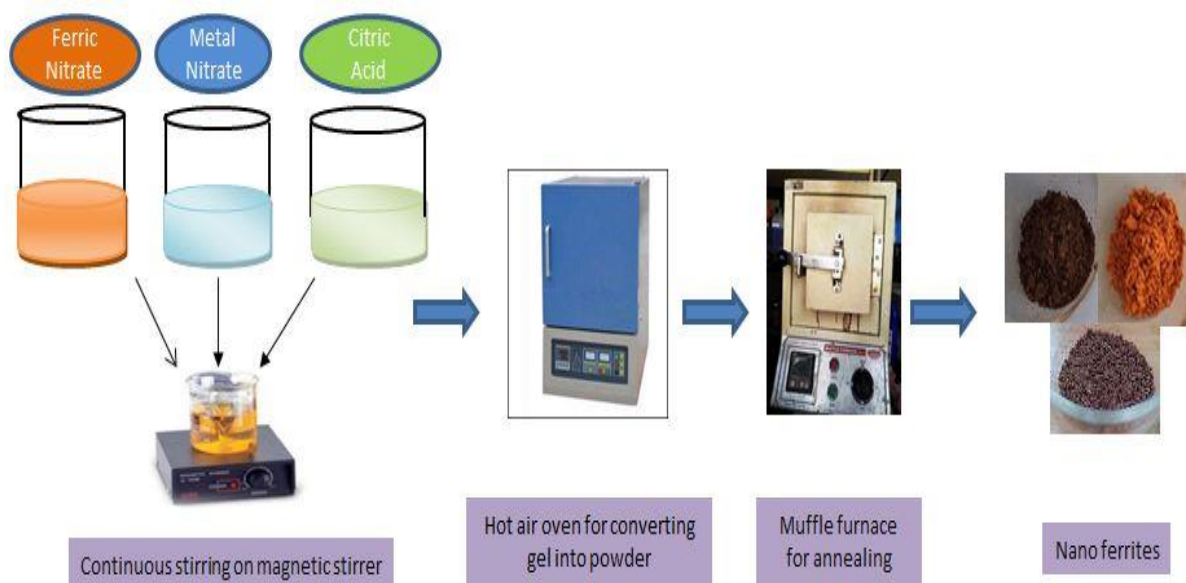 Ferric
Nitrate
Metal
Nitrate
Citric
Acid
Continuous stirring on magnetic stirrer
Hot air oven for converting
gel into powder
Muffle furnace
for annealing
Nano ferrites